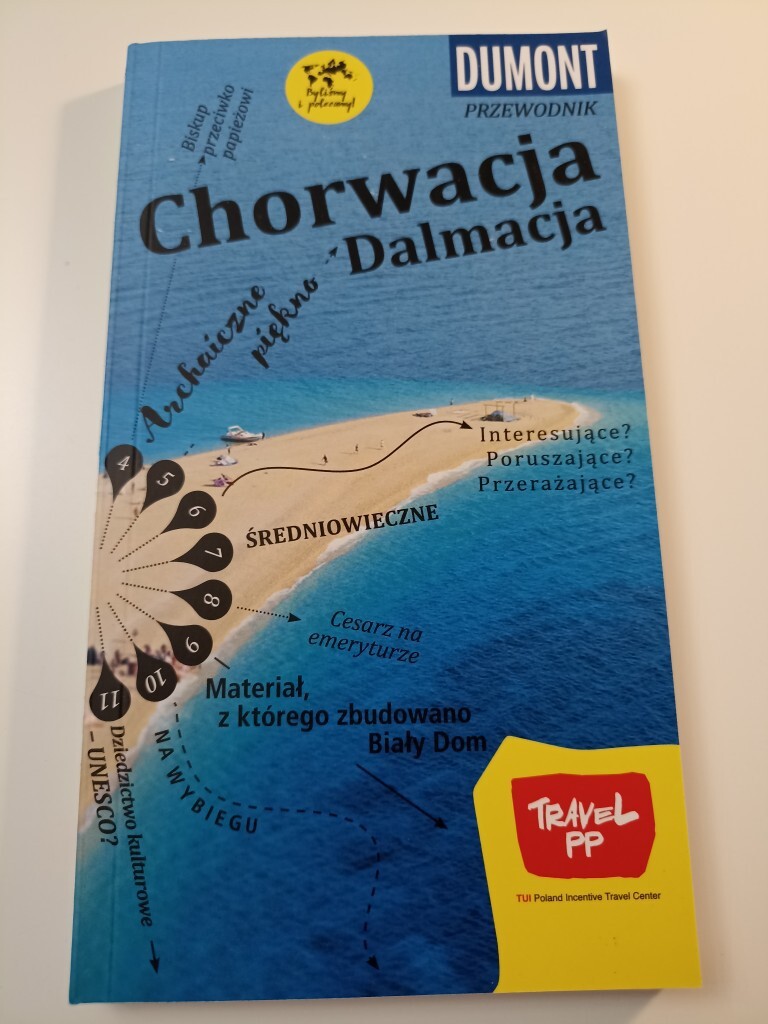 DUMONT
PRZEWODNIK
Byliśmy
i polecamy!
Biskup
przeciwko
papieżowi
Chorwacja
Dalmacja
Archaiczne
piękno
Interesujące?
Poruszające?
Przerażające?
4
5
6
7
8
9
10
11
ŚREDNIOWIECZNE
Cesarz na
emeryturze
Materiał,
z którego zbudowano
Biały Dom
NA WYBIEGU
Dziedzictwo kulturowe
– UNESCO?
TRAVEL
PP
TUI Poland Incentive Travel Center